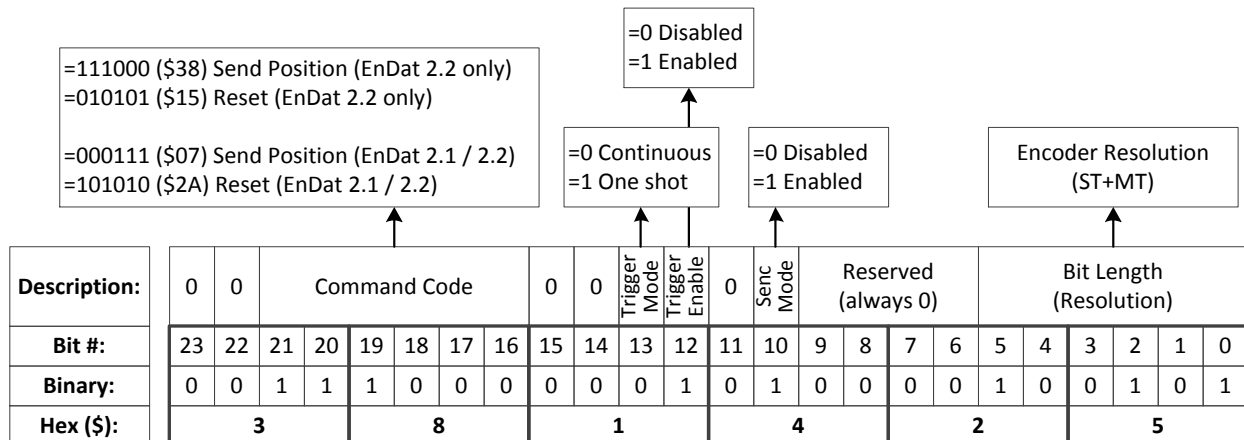 =0 Disabled
=1 Enabled
=111000 ($38) Send Position (EnDat 2.2 only)
=010101 ($15) Reset (EnDat 2.2 only)
=000111 ($07) Send Position (EnDat 2.1 / 2.2)
=101010 ($2A) Reset (EnDat 2.1 / 2.2)
=0 Continuous
=1 One shot
=0 Disabled
=1 Enabled
Encoder Resolution
(ST+MT)
Description: 0 0 Command Code 0 0 Trigger Mode Trigger Enable 0 Senc Mode Reserved (always 0) Bit Length (Resolution)
Bit #: 23 22 21 20 19 18 17 16 15 14 13 12 11 10 9 8 7 6 5 4 3 2 1 0
Binary: 0 0 1 1 1 0 0 0 0 0 0 1 0 1 0 0 0 0 1 0 0 1 0 1
Hex ($): 3 8 1 4 2 5